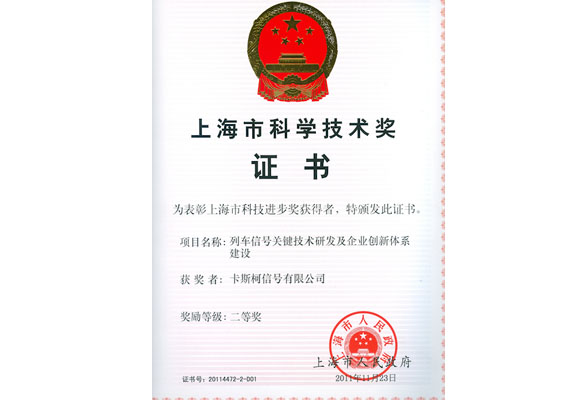 上海市科学技术奖
证书
为表彰上海市科技进步奖获得者，特颁发此证书。
项目名称：列车信号关键技术研发及企业创新体系
建设
获奖者：卡斯柯信号有限公司
奖励等级：二等奖
上海市人民政府
上海市人民政府
2011年11月23日
证书号：20114472-2-001